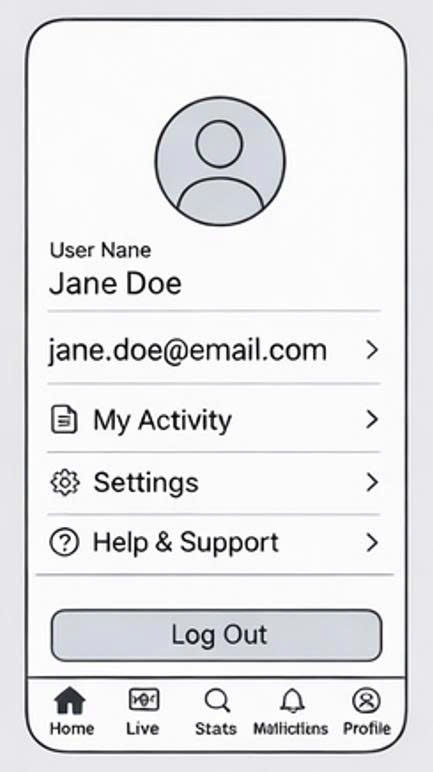 User Nane
Jane Doe
jane.doe@email.com
My Activity
Settings
Help & Support
Log Out
Home Live Stats Profile